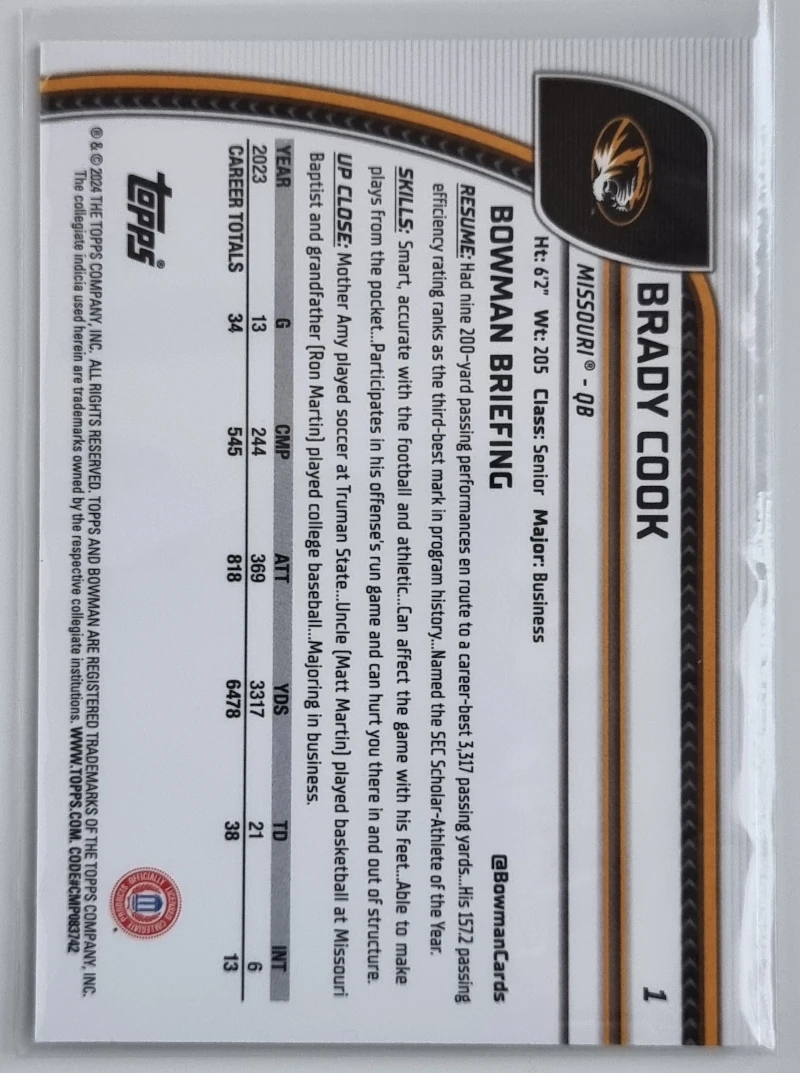 BRADY COOK
1
MISSOURI® - QB
Ht: 6'2" Wt: 205 Class: Senior Major: Business
BOWMAN BRIEFING
@BowmanCards
RESUME: Had nine 200-yard passing performances en route to a career-best 3,317 passing yards...His 157.2 passing
efficiency rating ranks as the third-best mark in program history...Named the SEC Scholar-Athlete of the Year.
SKILLS: Smart, accurate with the football and athletic...Can affect the game with his feet...Able to make
plays from the pocket...Participates in his offense's run game and can hurt you there in and out of structure.
UP CLOSE: Mother Amy played soccer at Truman State...Uncle (Matt Martin) played basketball at Missouri
Baptist and grandfather (Ron Martin) played college baseball...Majoring in business.
YEAR G CMP ATT YDS TD INT
2023 13 244 369 3317 21 6
CAREER TOTALS 34 545 818 6478 38 13
topps®
OFFICIALLY LICENSED COLLEGIATE PRODUCTS
® & © 2024 THE TOPPS COMPANY, INC. ALL RIGHTS RESERVED. TOPPS AND BOWMAN ARE REGISTERED TRADEMARKS OF THE TOPPS COMPANY, INC.
The collegiate indicia used herein are trademarks owned by the respective collegiate institutions. WWW.TOPPS.COM. CODE#CMP083742